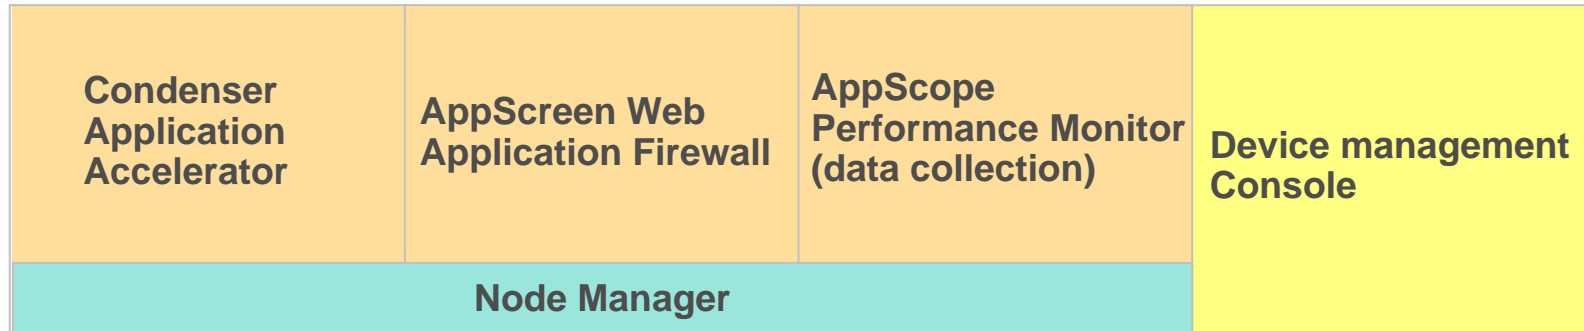 Condenser
Application
Accelerator
AppScreen Web
Application Firewall
AppScope
Performance Monitor
(data collection)
Device management
Console
Node Manager